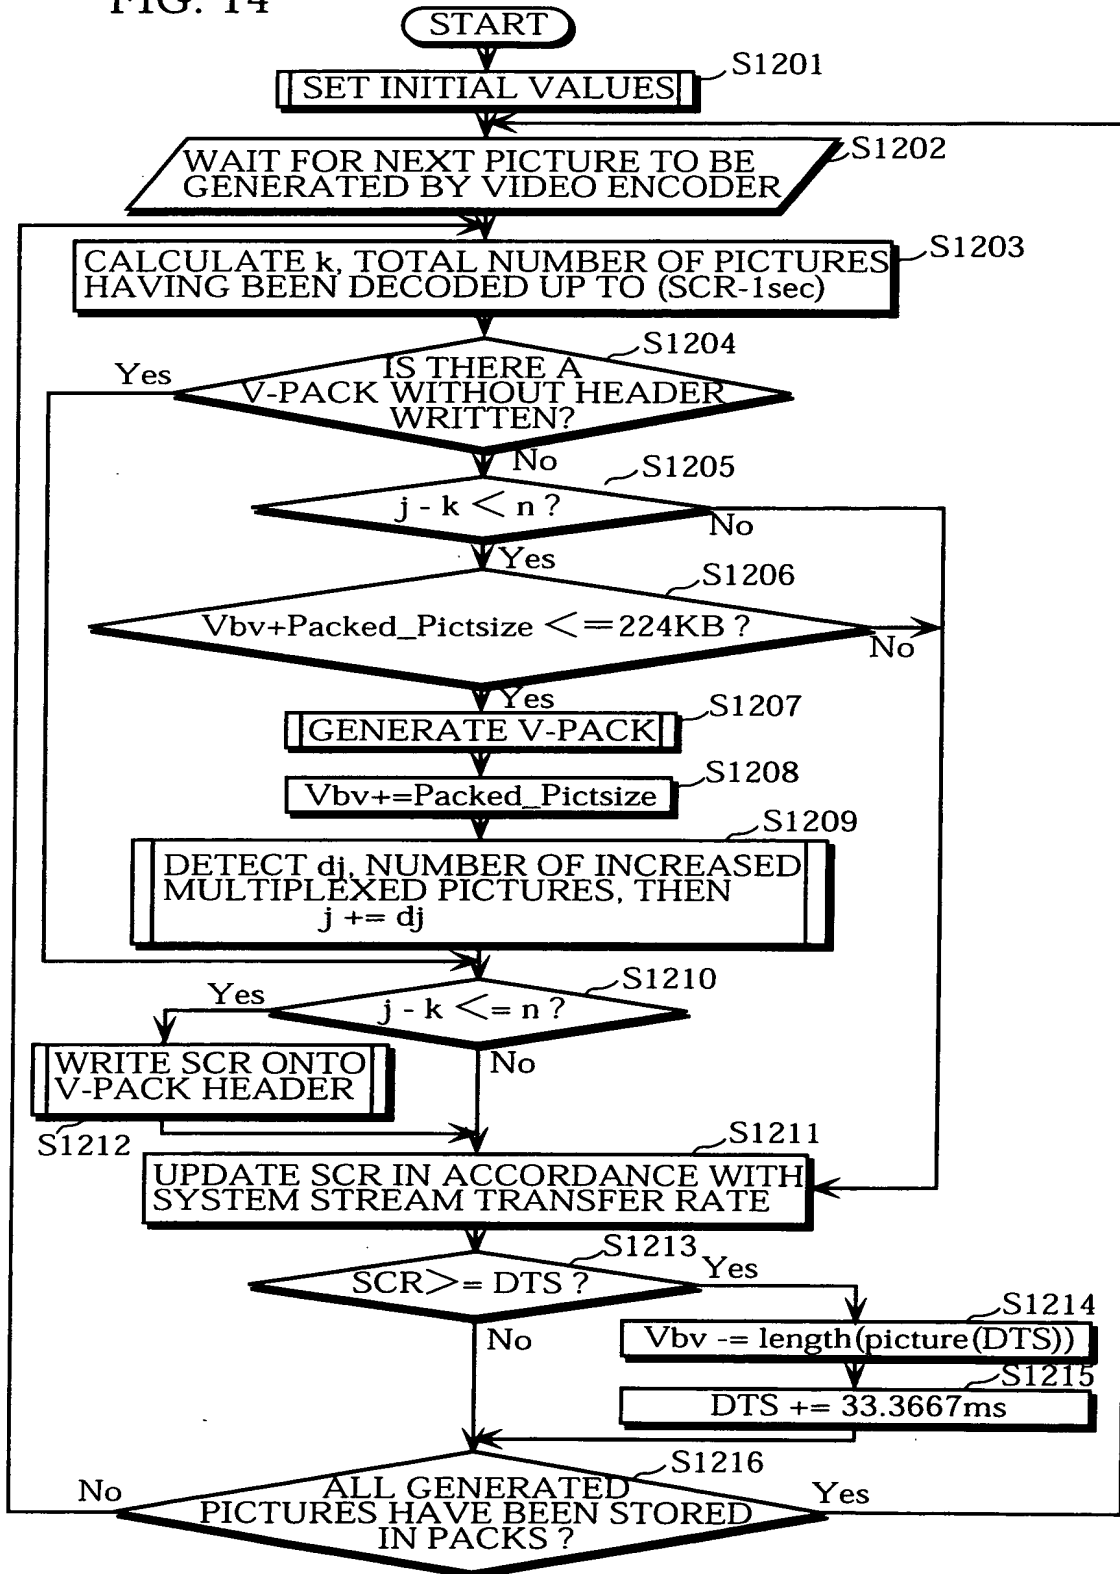 FIG. 14
START
SET INITIAL VALUES
S1201
WAIT FOR NEXT PICTURE TO BE
GENERATED BY VIDEO ENCODER
S1202
CALCULATE k, TOTAL NUMBER OF PICTURES
HAVING BEEN DECODED UP TO (SCR-1sec)
S1203
S1204
Yes
IS THERE A
V-PACK WITHOUT HEADER
WRITTEN?
No
S1205
j - k < n ?
No
Yes
S1206
Vbv+Packed_Pictsize <=224KB ?
No
Yes
S1207
GENERATE V-PACK
S1208
Vbv+=Packed_Pictsize
S1209
DETECT dj, NUMBER OF INCREASED
MULTIPLEXED PICTURES, THEN
j += dj
S1210
Yes
j - k <= n ?
No
WRITE SCR ONTO
V-PACK HEADER
S1212
S1211
UPDATE SCR IN ACCORDANCE WITH
SYSTEM STREAM TRANSFER RATE
S1213
SCR>= DTS ?
Yes
No
S1214
Vbv -= length(picture(DTS))
S1215
DTS += 33.3667ms
S1216
No
ALL GENERATED
PICTURES HAVE BEEN STORED
IN PACKS ?
Yes